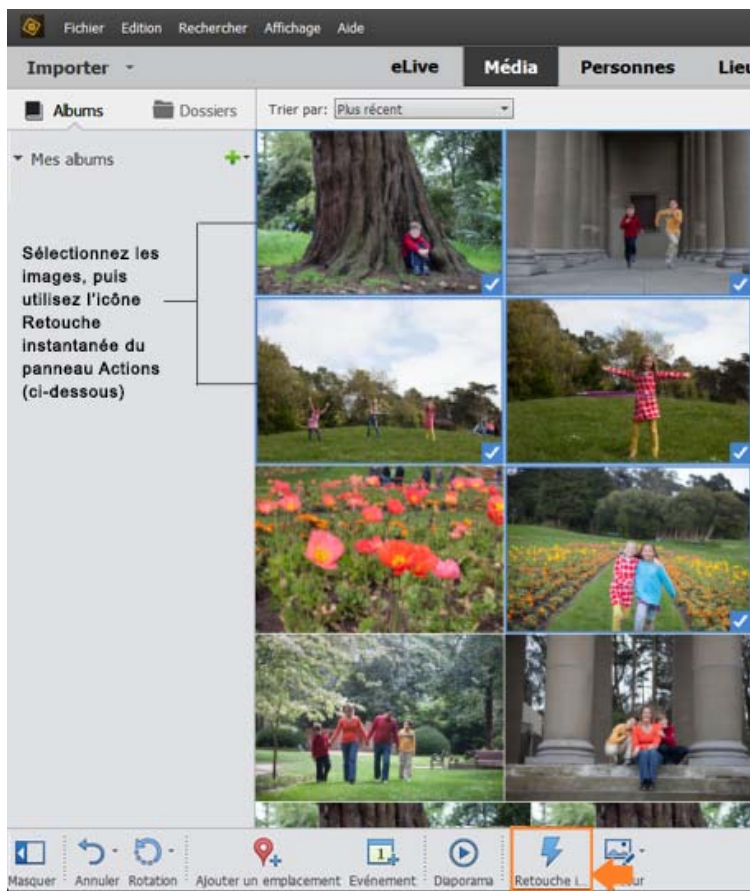 Fichier Edition Rechercher Affichage Aide
Importer eLive Média Personnes Lieu
Albums Dossiers Trier par: Plus récent
Mes albums
Sélectionnez les
images, puis
utilisez l'icône
Retouche
instantanée du
panneau Actions
(ci-dessous)
1
Masquer Annuler Rotation Ajouter un emplacement Evénement Diaporama Retouche i...